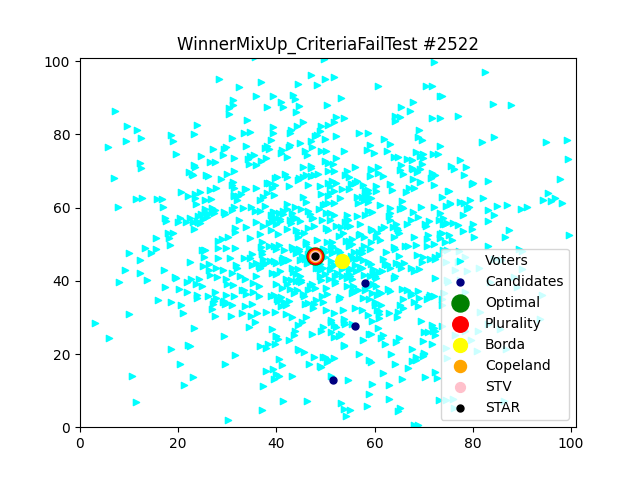 WinnerMixUp_CriteriaFailTest #2522
100
80
60
40
20
0
0 20 40 60 80 100
Voters
Candidates
Optimal
Plurality
Borda
Copeland
STV
STAR